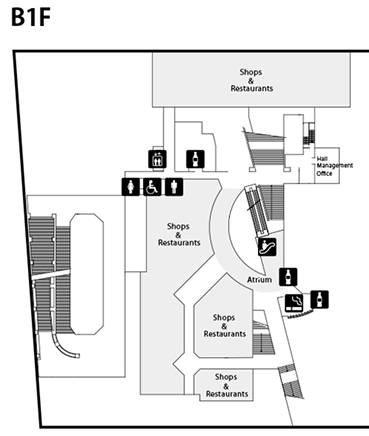 B1F
Shops
&
Restaurants
Hall
Management
Office
Shops
&
Restaurants
Atrium
Shops
&
Restaurants
Shops
&
Restaurants